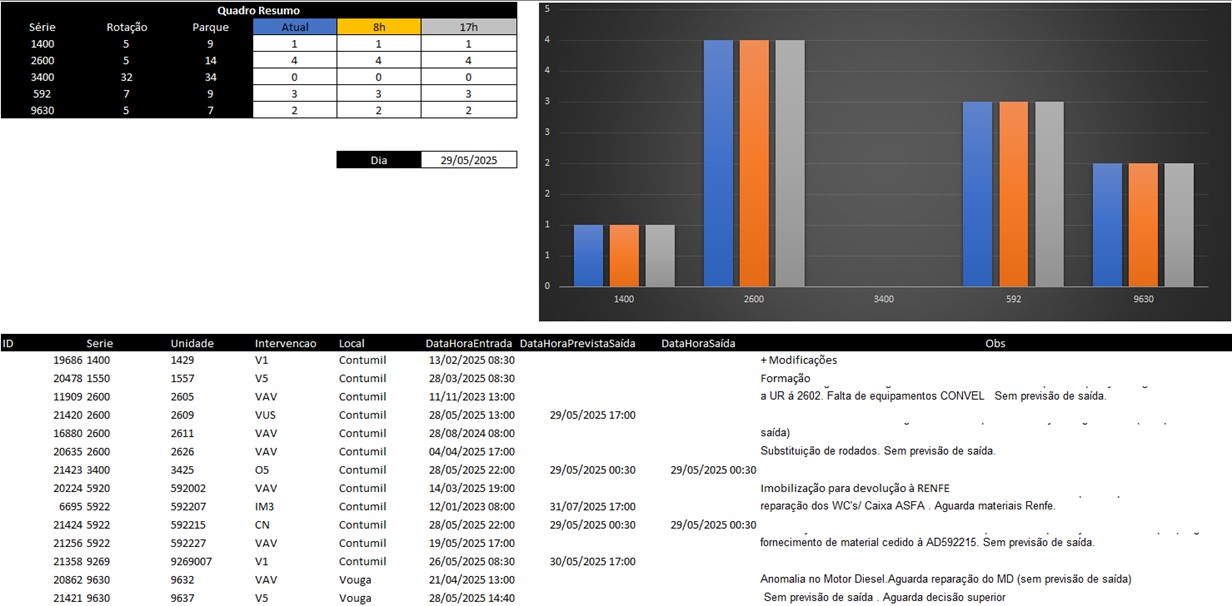 Quadro Resumo
Série Rotação Parque Atual 8h 17h
1400 5 9 1 1 1
2600 5 14 4 4 4
3400 32 34 0 0 0
592 7 9 3 3 3
9630 5 7 2 2 2
Dia 29/05/2025
5
4
4
3
3
2
2
1
1
0
1400 2600 3400 592 9630
ID Serie Unidade Intervencao Local DataHoraEntrada DataHoraPrevistaSaída DataHoraSaída Obs
19686 1400 1429 V1 Contumil 13/02/2025 08:30 + Modificações
20478 1550 1557 V5 Contumil 28/03/2025 08:30 Formação
11909 2600 2605 VAV Contumil 11/11/2023 13:00 a UR á 2602. Falta de equipamentos CONVEL Sem previsão de saída.
21420 2600 2609 VUS Contumil 28/05/2025 13:00 29/05/2025 17:00
16880 2600 2611 VAV Contumil 28/08/2024 08:00 saída)
20635 2600 2626 VAV Contumil 04/04/2025 17:00 Substituição de rodados. Sem previsão de saída.
21423 3400 3425 O5 Contumil 28/05/2025 22:00 29/05/2025 00:30 29/05/2025 00:30
20224 5920 592002 VAV Contumil 14/03/2025 19:00 Imobilização para devolução à RENFE
6695 5922 592207 IM3 Contumil 12/01/2023 08:00 31/07/2025 17:00 reparação dos WC's/ Caixa ASFA . Aguarda materiais Renfe.
21424 5922 592215 CN Contumil 28/05/2025 22:00 29/05/2025 00:30 29/05/2025 00:30
21256 5922 592227 VAV Contumil 19/05/2025 17:00 fornecimento de material cedido à AD592215. Sem previsão de saída.
21358 9269 9269007 V1 Contumil 26/05/2025 08:30 30/05/2025 17:00
20862 9630 9632 VAV Vouga 21/04/2025 13:00 Anomalia no Motor Diesel.Aguarda reparação do MD (sem previsão de saída)
21421 9630 9637 V5 Vouga 28/05/2025 14:40 Sem previsão de saída . Aguarda decisão superior